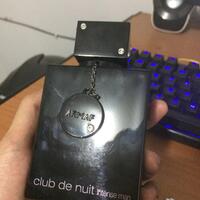 ARMAF
club de nuit intense man